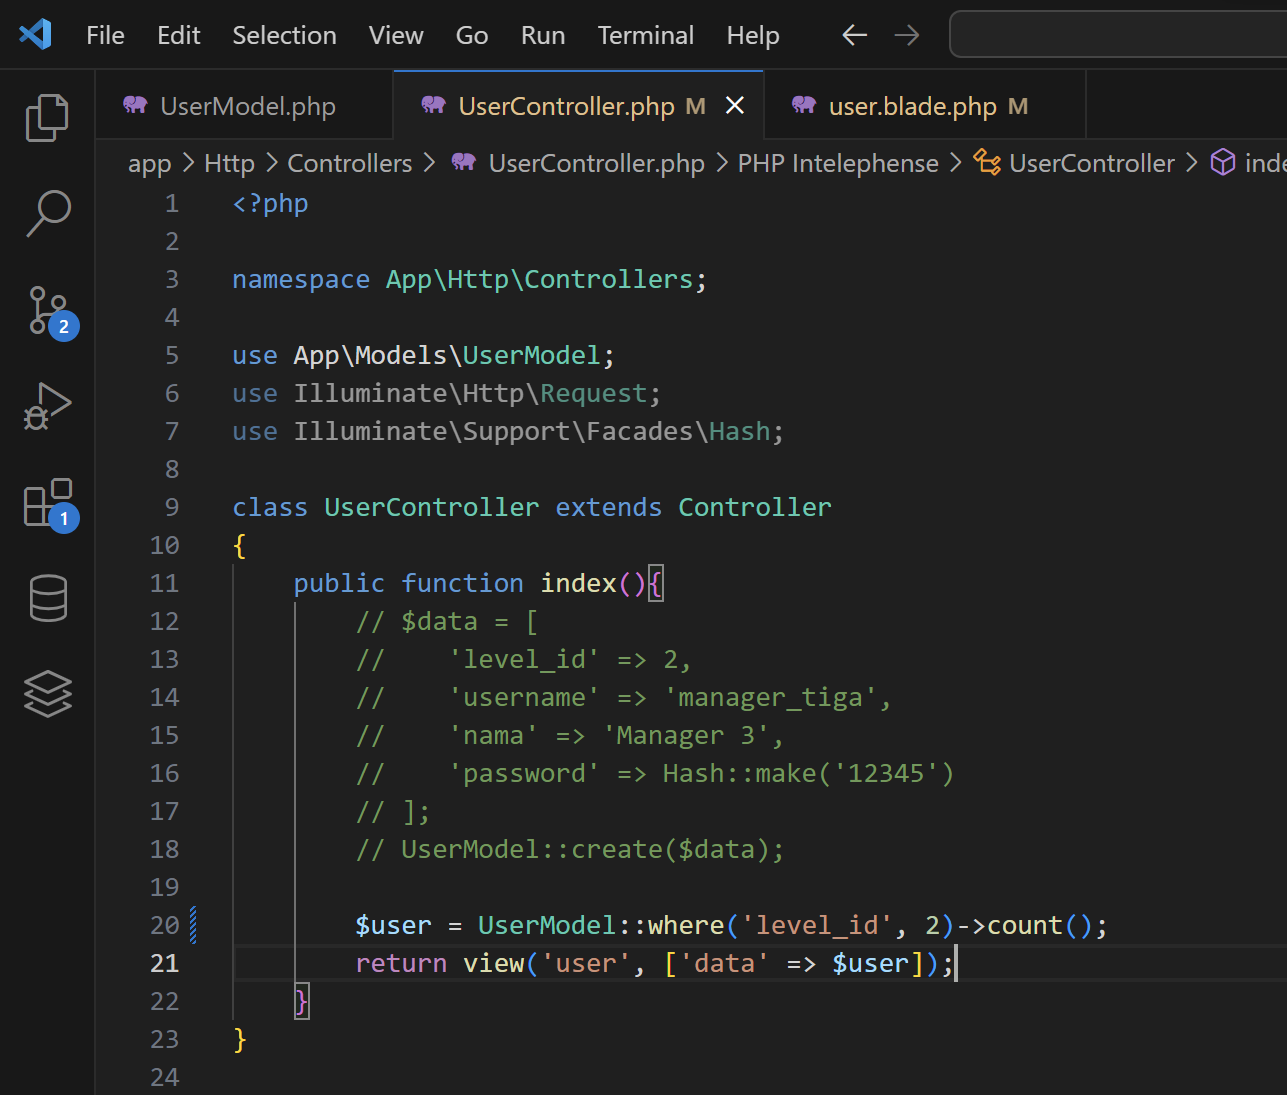 File Edit Selection View Go Run Terminal Help
UserModel.php UserController.php M user.blade.php M
app > Http > Controllers > UserController.php > PHP Intelephense > UserController > inde
1 <?php
2
3 namespace App\Http\Controllers;
4
5 use App\Models\UserModel;
6 use Illuminate\Http\Request;
7 use Illuminate\Support\Facades\Hash;
8
9 class UserController extends Controller
10 {
11 public function index(){
12 // $data = [
13 // 'level_id' => 2,
14 // 'username' => 'manager_tiga',
15 // 'nama' => 'Manager 3',
16 // 'password' => Hash::make('12345')
17 // ];
18 // UserModel::create($data);
19
20 $user = UserModel::where('level_id', 2)->count();
21 return view('user', ['data' => $user]);
22 }
23 }
24
2
1